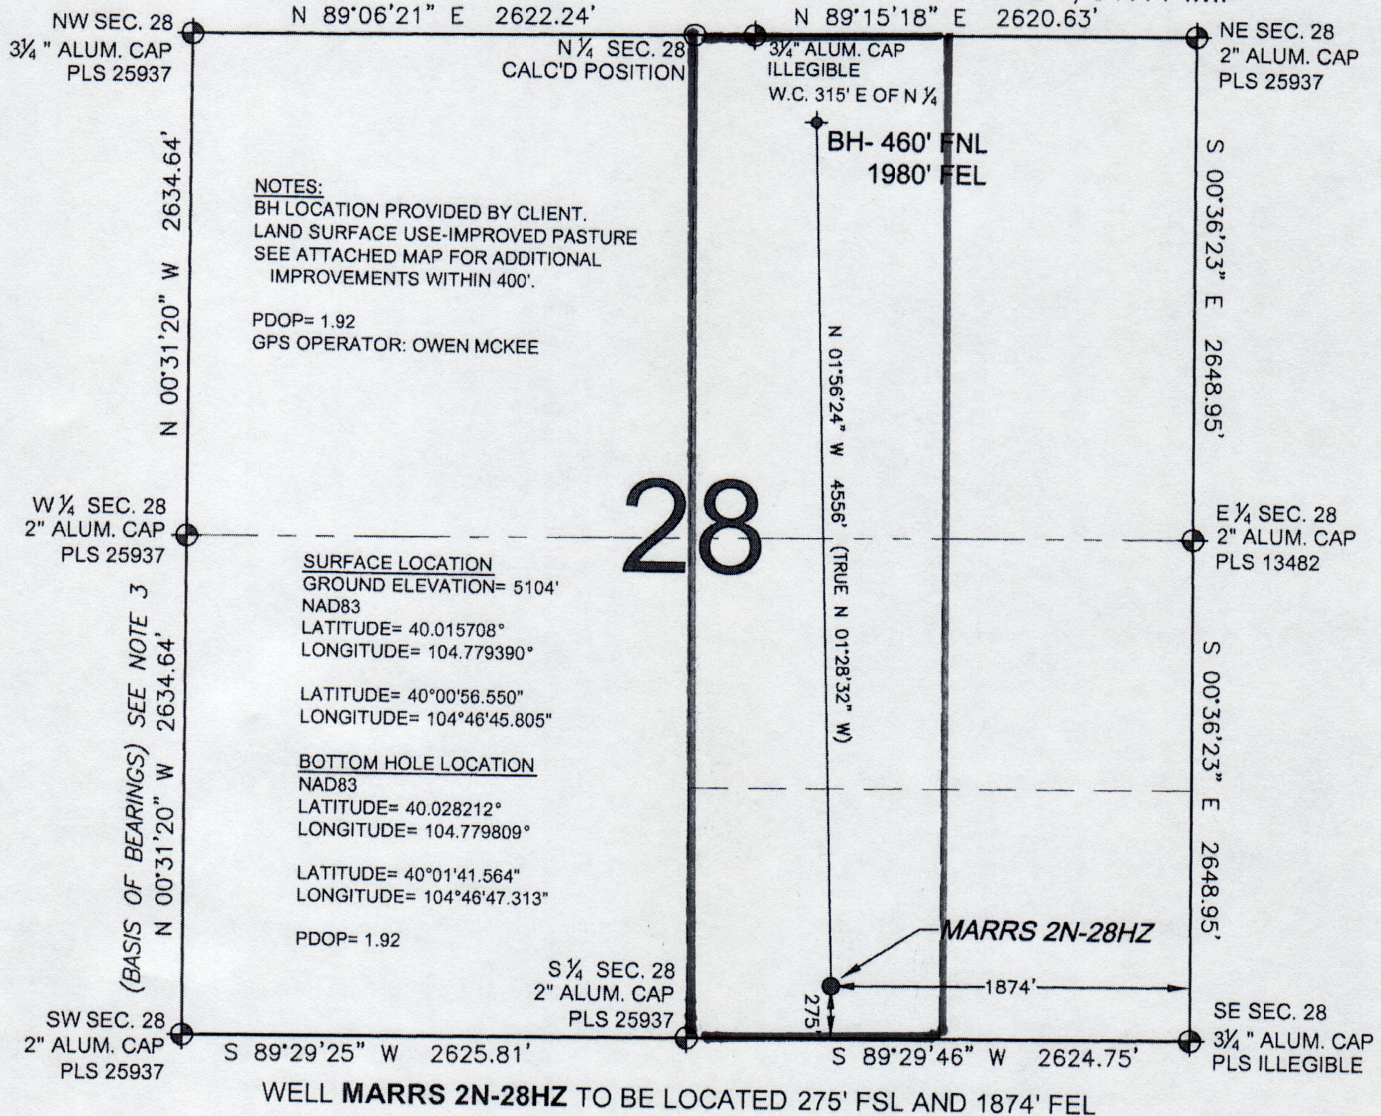 N 89°06'21" E 2622.24'
N 89°15'18" E 2620.63'
NW SEC. 28
3¼" ALUM. CAP
PLS 25937
N ¼ SEC. 28
CALC'D POSITION
3¼" ALUM. CAP
ILLEGIBLE
W.C. 315' E OF N ¼
NE SEC. 28
2" ALUM. CAP
PLS 25937
BH- 460' FNL
1980' FEL
N 00°31'20" W 2634.64'
NOTES:
BH LOCATION PROVIDED BY CLIENT.
LAND SURFACE USE-IMPROVED PASTURE
SEE ATTACHED MAP FOR ADDITIONAL
IMPROVEMENTS WITHIN 400'.
PDOP= 1.92
GPS OPERATOR: OWEN MCKEE
S 00°36'23" E 2648.95'
N 01°56'24" W 4556' (TRUE N 01°28'32" W)
28
W ¼ SEC. 28
2" ALUM. CAP
PLS 25937
E ¼ SEC. 28
2" ALUM. CAP
PLS 13482
SURFACE LOCATION
GROUND ELEVATION= 5104'
NAD83
LATITUDE= 40.015708°
LONGITUDE= 104.779390°
LATITUDE= 40°00'56.550"
LONGITUDE= 104°46'45.805"
BOTTOM HOLE LOCATION
NAD83
LATITUDE= 40.028212°
LONGITUDE= 104.779809°
LATITUDE= 40°01'41.564"
LONGITUDE= 104°46'47.313"
PDOP= 1.92
(BASIS OF BEARINGS) SEE NOTE 3
N 00°31'20" W 2634.64'
S 00°36'23" E 2648.95'
MARRS 2N-28HZ
1874'
275'
S ¼ SEC. 28
2" ALUM. CAP
PLS 25937
SW SEC. 28
2" ALUM. CAP
PLS 25937
SE SEC. 28
3¼" ALUM. CAP
PLS ILLEGIBLE
S 89°29'25" W 2625.81'
S 89°29'46" W 2624.75'
WELL MARRS 2N-28HZ TO BE LOCATED 275' FSL AND 1874' FEL